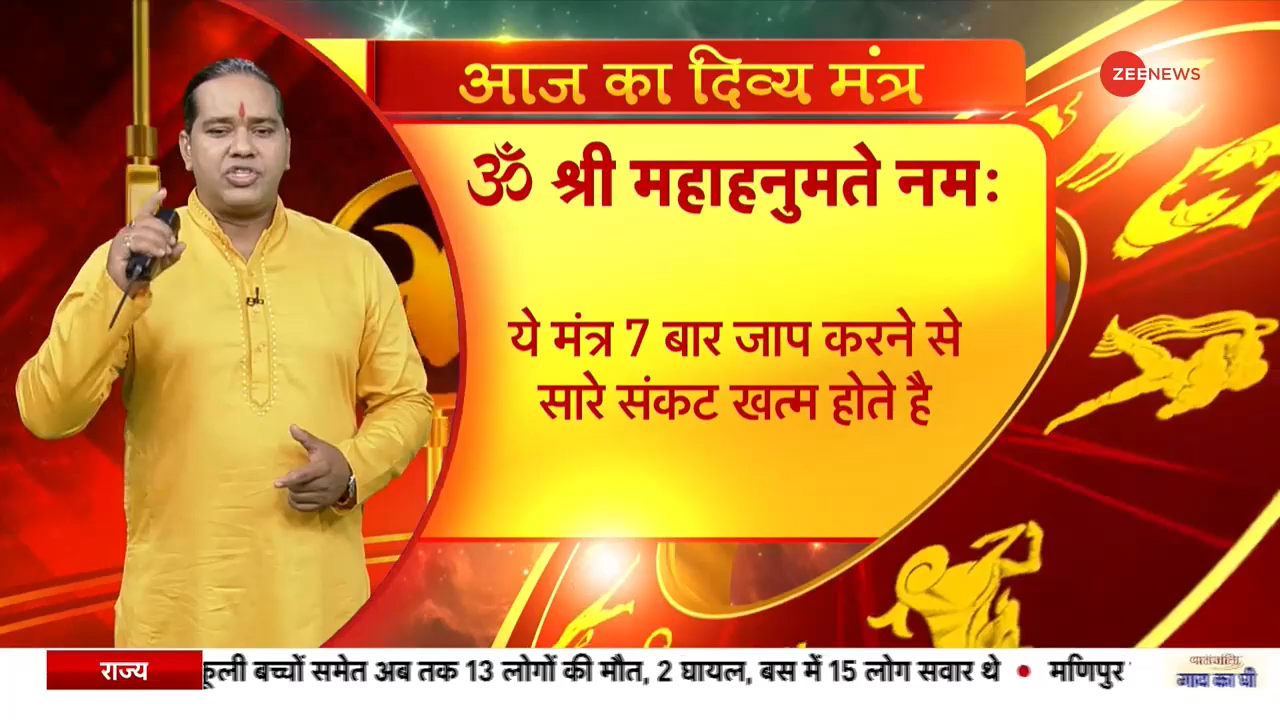 आज का दिव्य मंत्र
ZEENEWS
ॐ श्री महाहनुमते नमः
ये मंत्र 7 बार जाप करने से
सारे संकट खत्म होते है
राज्य
बच्चों समेत अब तक 13 लोगों की मौत, 2 घायल, बस में 15 लोग सवार थे • मणिपुर
गाय का घी